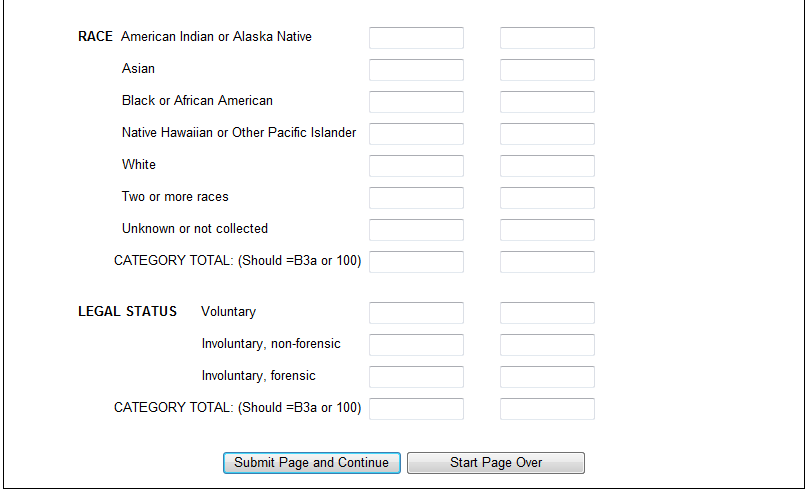 RACE American Indian or Alaska Native
Asian
Black or African American
Native Hawaiian or Other Pacific Islander
White
Two or more races
Unknown or not collected
CATEGORY TOTAL: (Should =B3a or 100)
LEGAL STATUS Voluntary
Involuntary, non-forensic
Involuntary, forensic
CATEGORY TOTAL: (Should =B3a or 100)
Submit Page and Continue Start Page Over